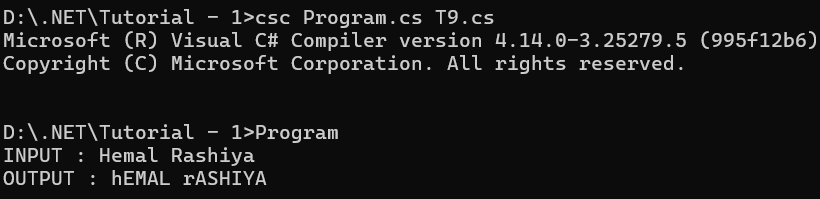 D:\.NET\Tutorial - 1>csc Program.cs T9.cs
Microsoft (R) Visual C# Compiler version 4.14.0-3.25279.5 (995f12b6)
Copyright (C) Microsoft Corporation. All rights reserved.
D:\.NET\Tutorial - 1>Program
INPUT : Hemal Rashiya
OUTPUT : hEMAL rASHIYA